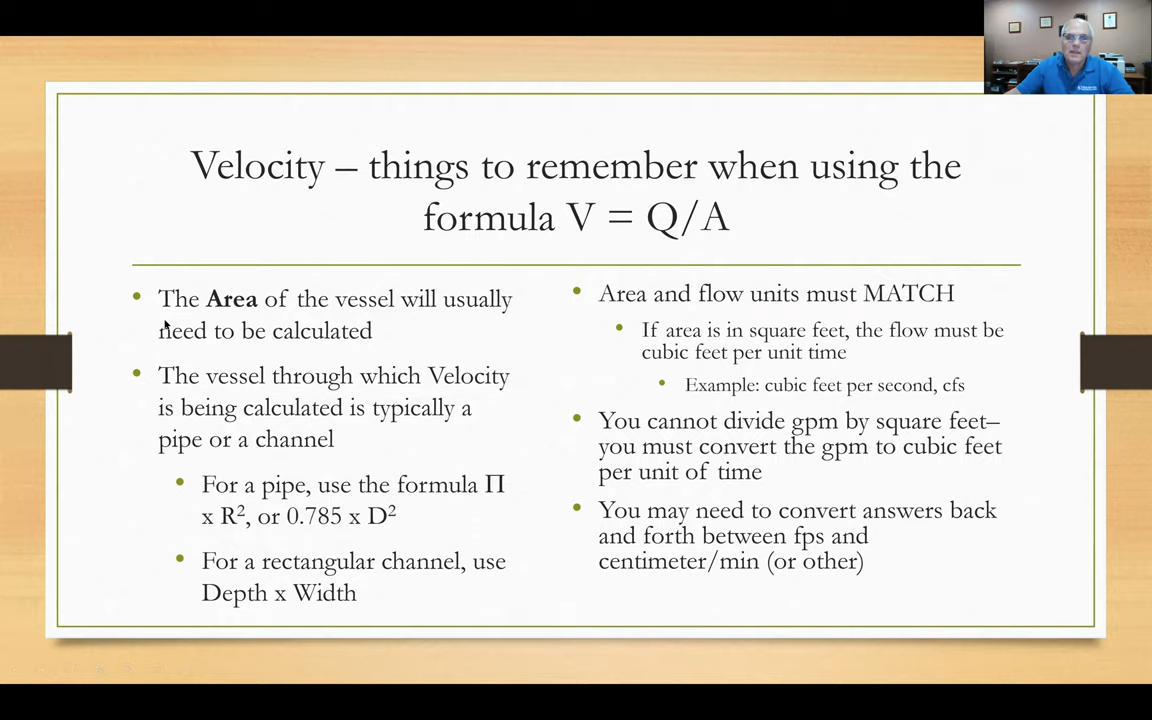 Velocity – things to remember when using the
formula V = Q/A
• The Area of the vessel will usually
need to be calculated
• The vessel through which Velocity
is being calculated is typically a
pipe or a channel
• For a pipe, use the formula Π
x R², or 0.785 x D²
• For a rectangular channel, use
Depth x Width
• Area and flow units must MATCH
• If area is in square feet, the flow must be
cubic feet per unit time
• Example: cubic feet per second, cfs
• You cannot divide gpm by square feet–
you must convert the gpm to cubic feet
per unit of time
• You may need to convert answers back
and forth between fps and
centimeter/min (or other)